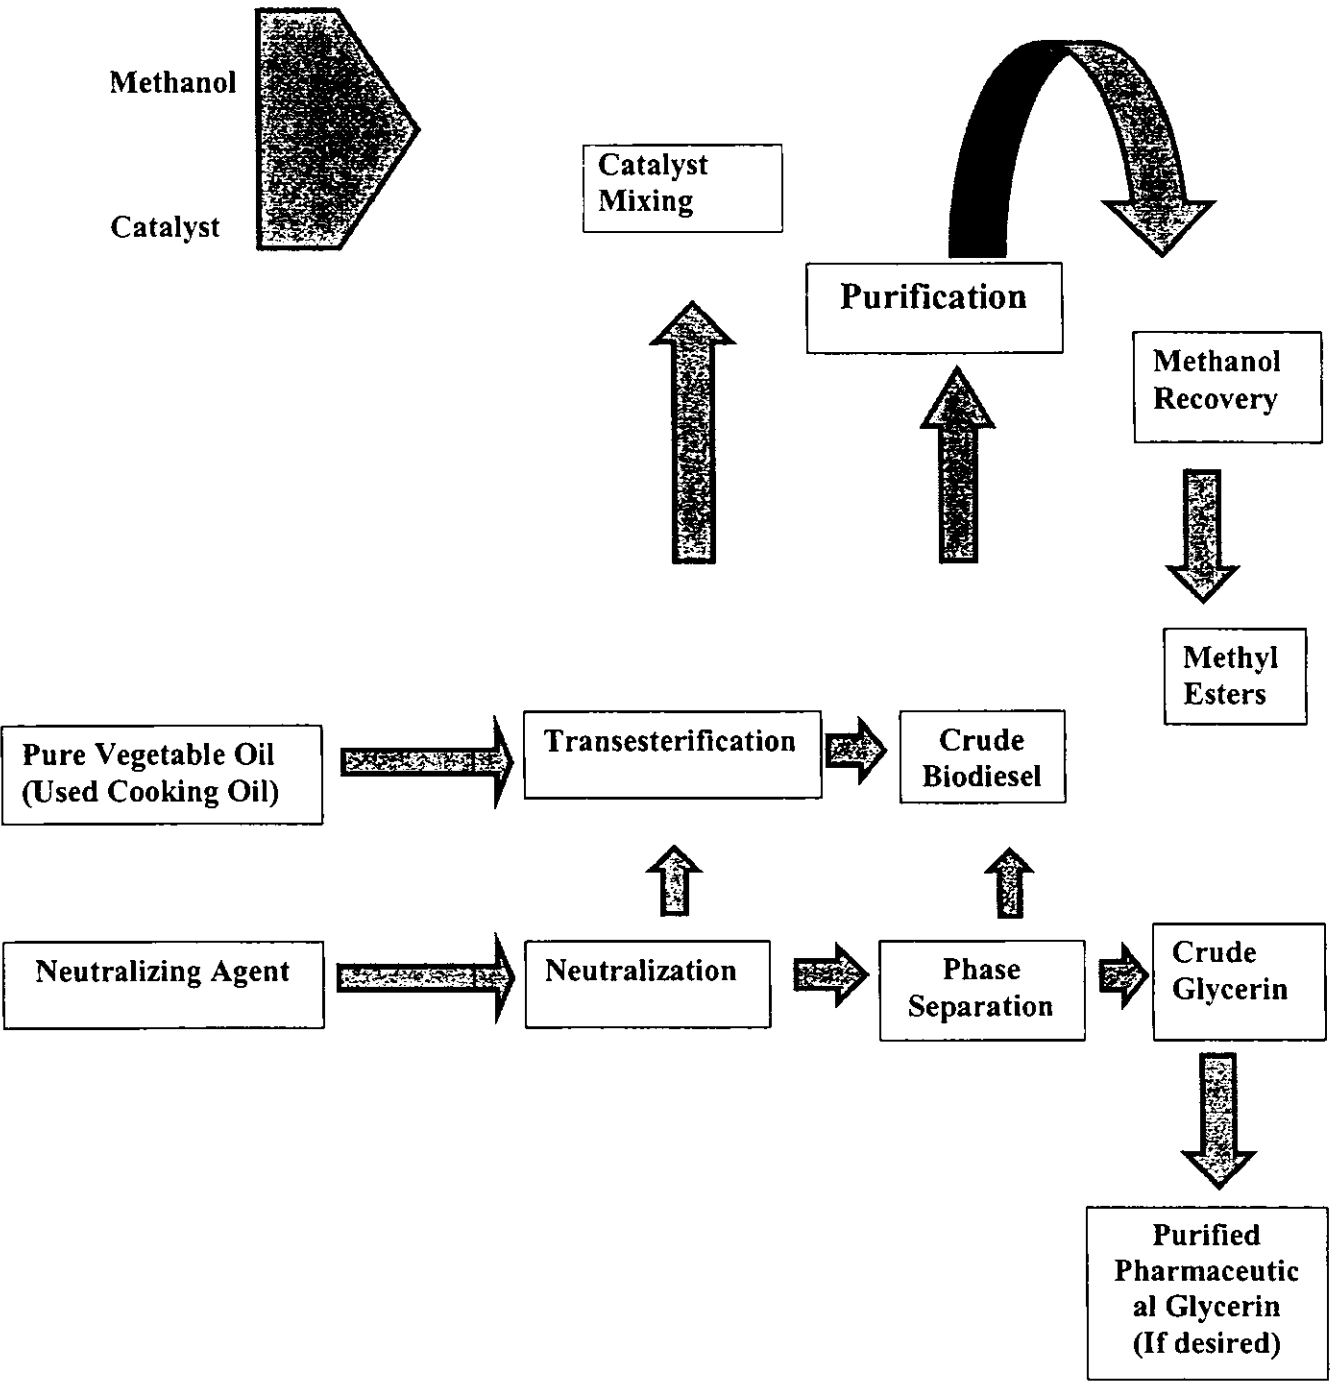 Methanol
Catalyst
Catalyst
Mixing
Purification
Methanol
Recovery
Methyl
Esters
Pure Vegetable Oil
(Used Cooking Oil)
Transesterification
Crude
Biodiesel
Neutralizing Agent
Neutralization
Phase
Separation
Crude
Glycerin
Purified
Pharmaceutic
al Glycerin
(If desired)